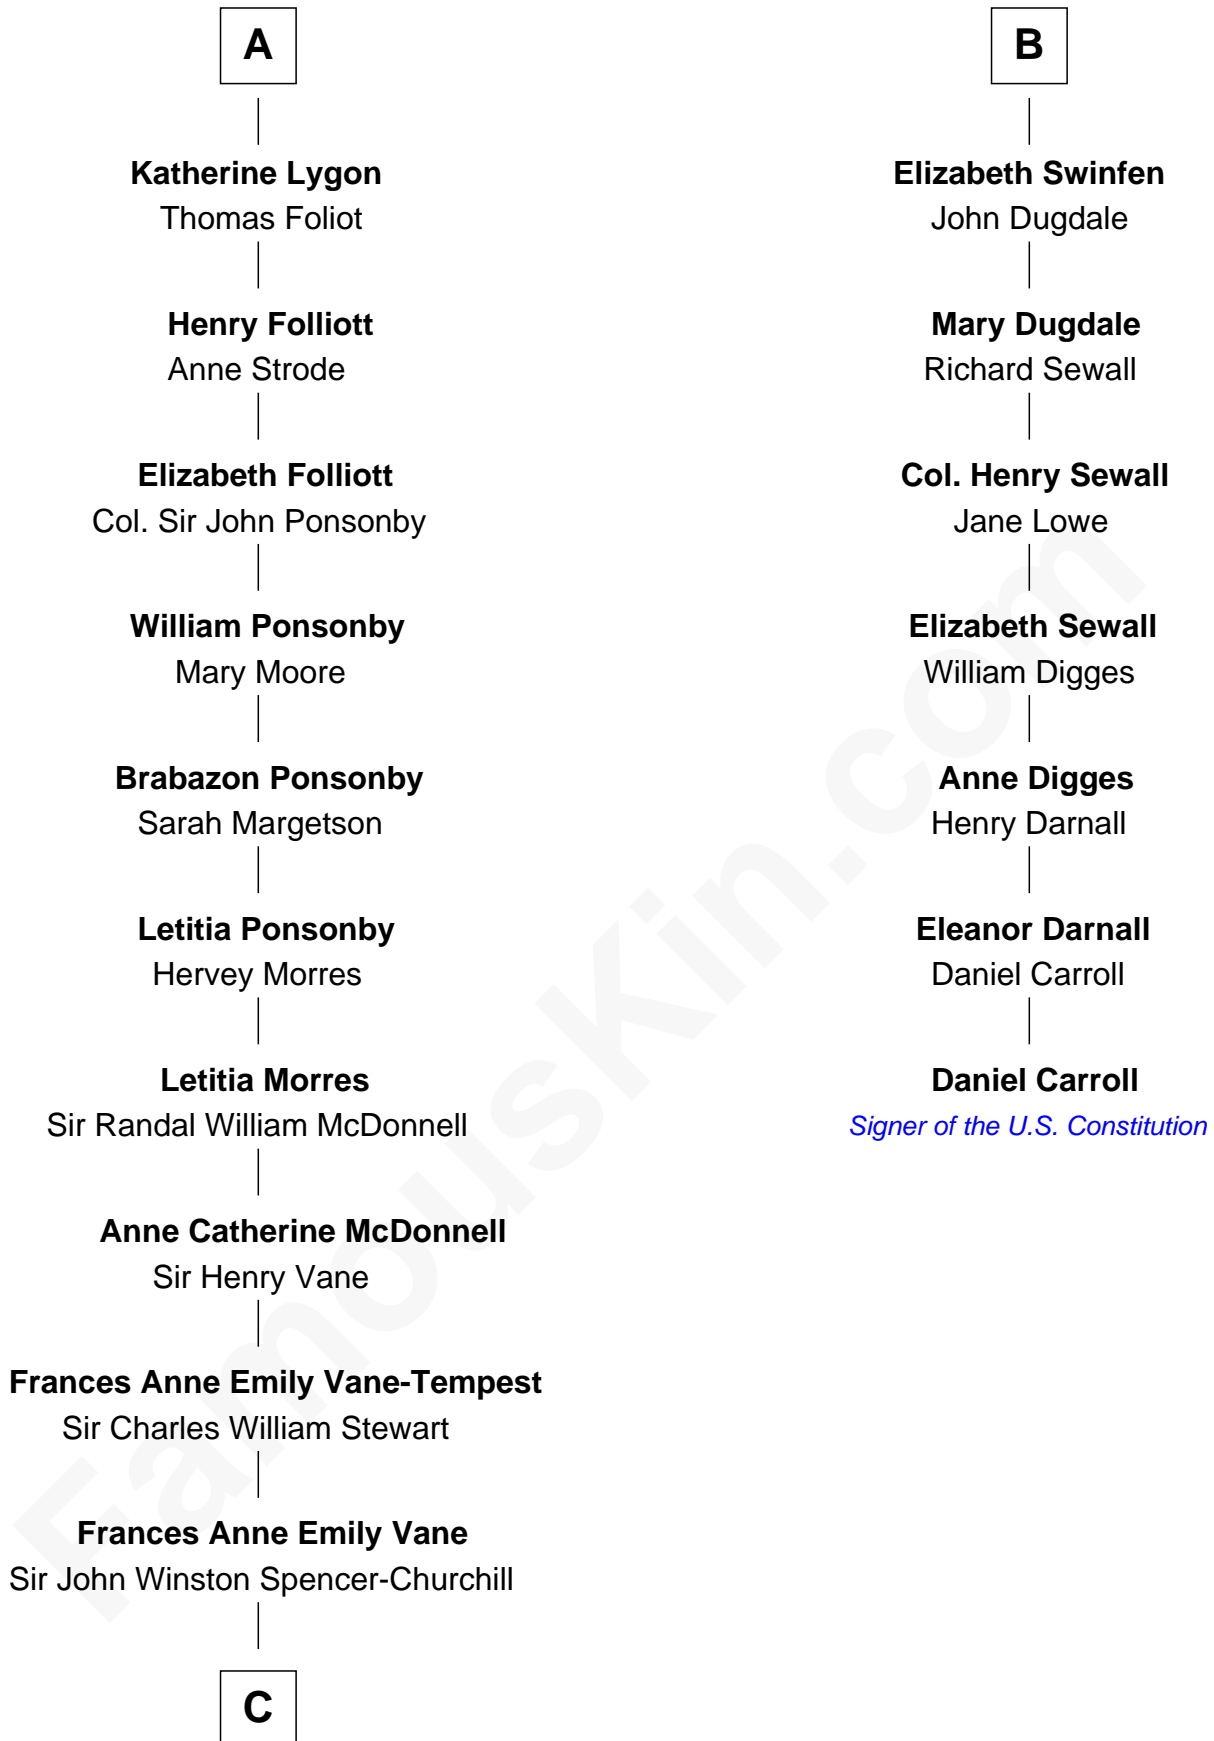 A
Katherine Lygon
Thomas Foliot
Henry Folliott
Anne Strode
Elizabeth Folliott
Col. Sir John Ponsonby
William Ponsonby
Mary Moore
Brabazon Ponsonby
Sarah Margetson
Letitia Ponsonby
Hervey Morres
Letitia Morres
Sir Randal William McDonnell
Anne Catherine McDonnell
Sir Henry Vane
Frances Anne Emily Vane-Tempest
Sir Charles William Stewart
Frances Anne Emily Vane
Sir John Winston Spencer-Churchill
C
B
Elizabeth Swinfen
John Dugdale
Mary Dugdale
Richard Sewall
Col. Henry Sewall
Jane Lowe
Elizabeth Sewall
William Digges
Anne Digges
Henry Darnall
Eleanor Darnall
Daniel Carroll
Daniel Carroll
Signer of the U.S. Constitution
FamousKin.com